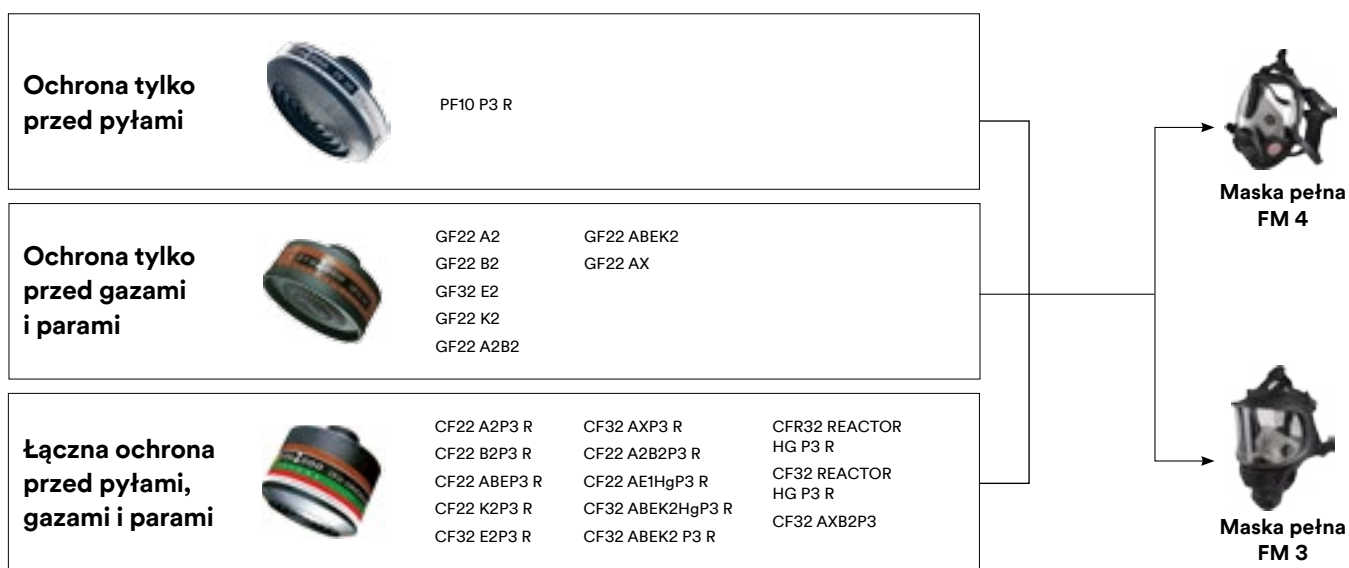 Ochrona tylko
przed pyłami
PF10 P3 R
Ochrona tylko
przed gazami
i parami
GF22 A2
GF22 B2
GF32 E2
GF22 K2
GF22 A2B2
GF22 ABEK2
GF22 AX
Łączna ochrona
przed pyłami,
gazami i parami
CF22 A2P3 R
CF22 B2P3 R
CF22 ABEP3 R
CF22 K2P3 R
CF32 E2P3 R
CF32 AXP3 R
CF22 A2B2P3 R
CF22 AE1HgP3 R
CF32 ABEK2HgP3 R
CF32 ABEK2 P3 R
CFR32 REACTOR
HG P3 R
CF32 REACTOR
HG P3 R
CF32 AXB2P3
Maska pełna
FM 4
Maska pełna
FM 3